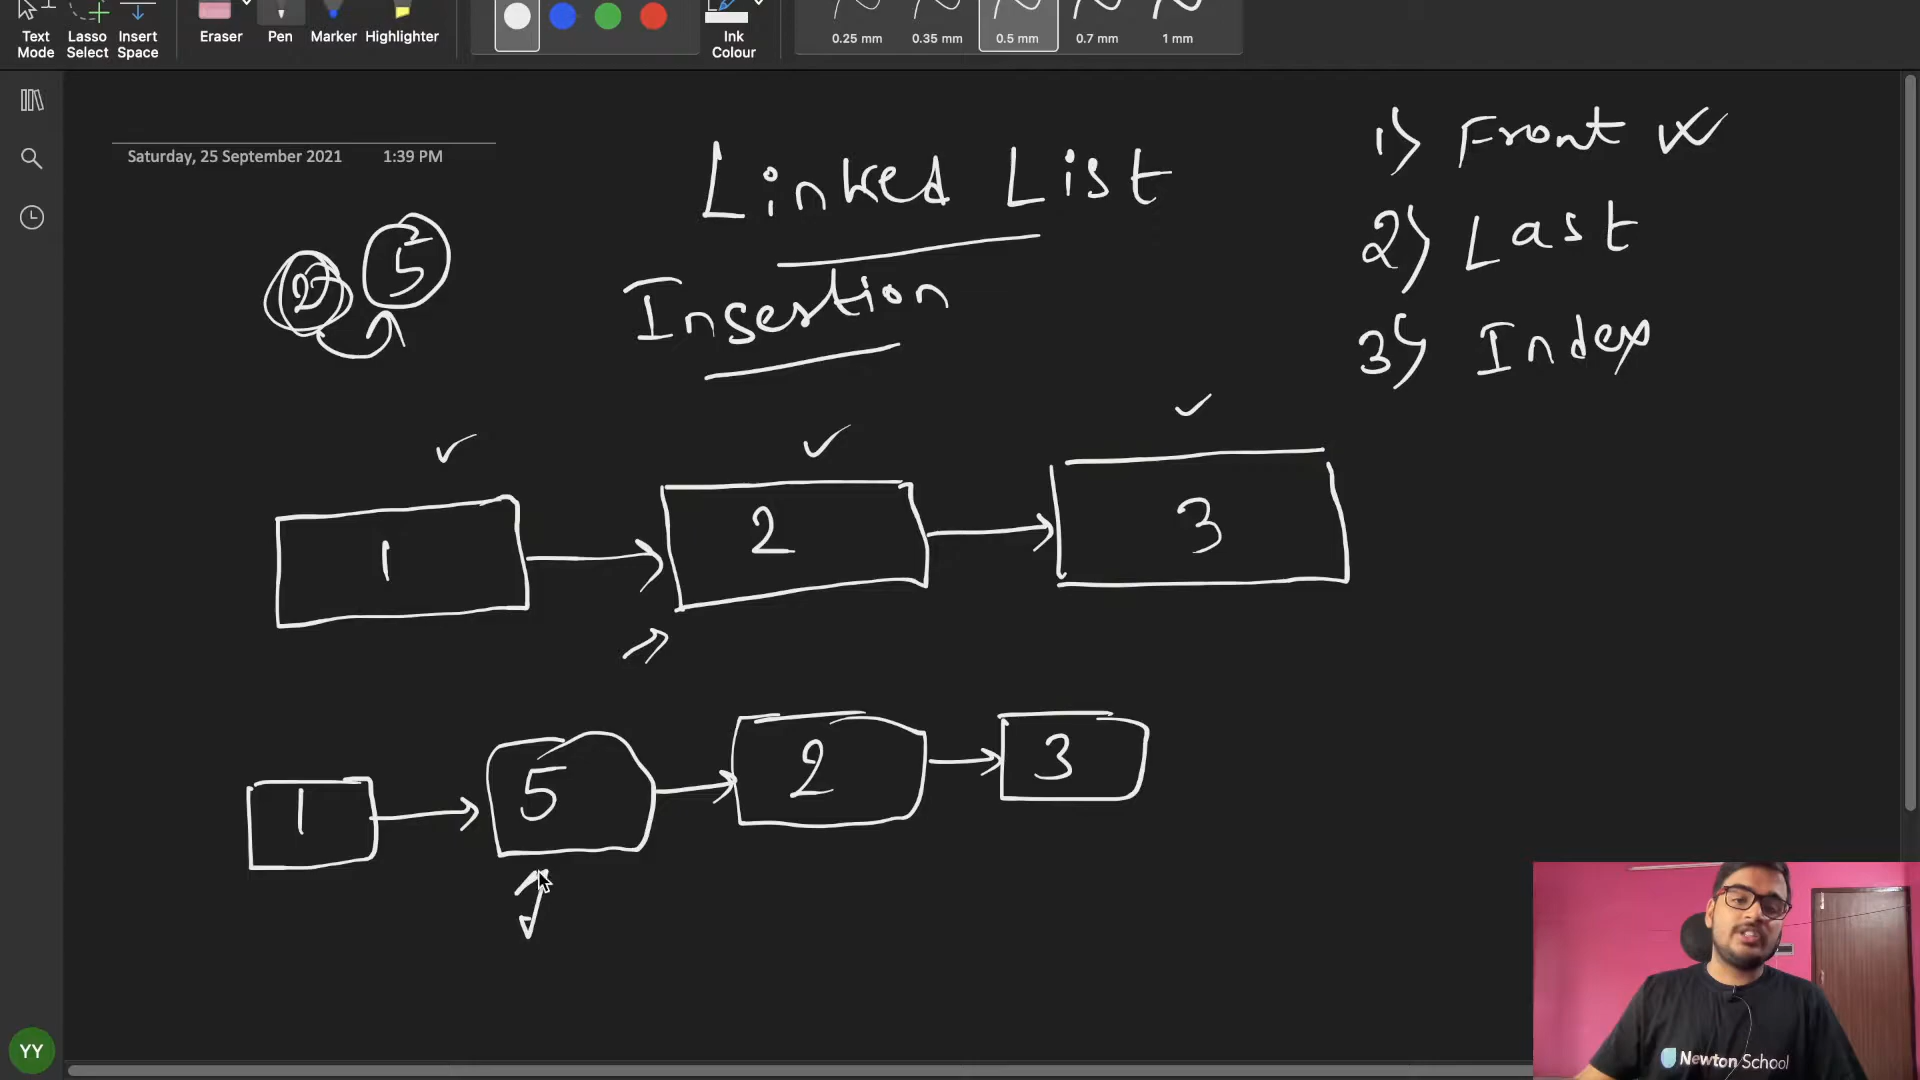 Text Mode
Lasso Select
Insert Space
Eraser
Pen
Marker
Highlighter
Ink Colour
0.25 mm
0.35 mm
0.5 mm
0.7 mm
1 mm
Saturday, 25 September 2021 1:39 PM
Linked List
Insertion
1) Front
2) Last
3) Index
2 5 2
1 2 3
1 5 2 3
YY
Newton School